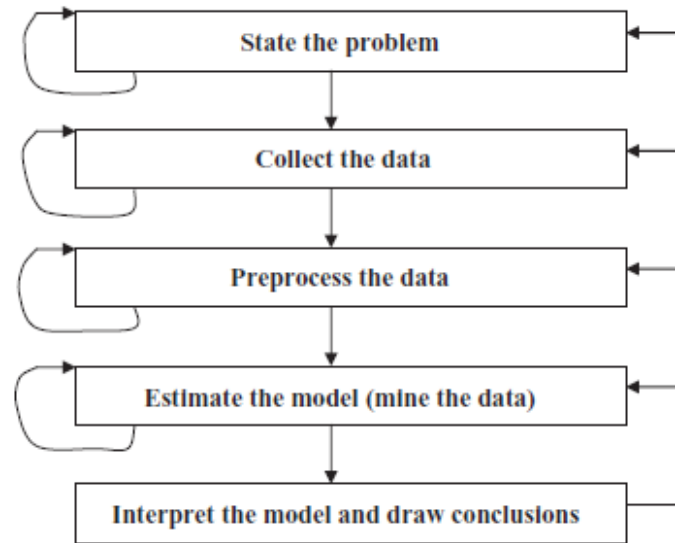 State the problem
Collect the data
Preprocess the data
Estimate the model (mine the data)
Interpret the model and draw conclusions